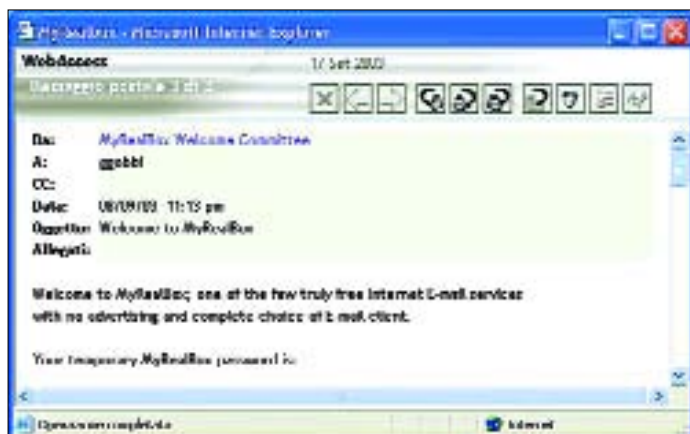 MyRealBox - Microsoft Internet Explorer
WebAccess 17 Set 2003
Messaggio postale 3 di 3
Da: MyRealBox Welcome Committee
A: ggobbi
CC:
Data: 08/09/03 11:13 pm
Oggetto: Welcome to MyRealBox
Allegati:
Welcome to MyRealBox; one of the few truly free Internet E-mail services
with no advertising and complete choice of E-mail client.
Your temporary MyRealBox password is:
Operazione completata Internet